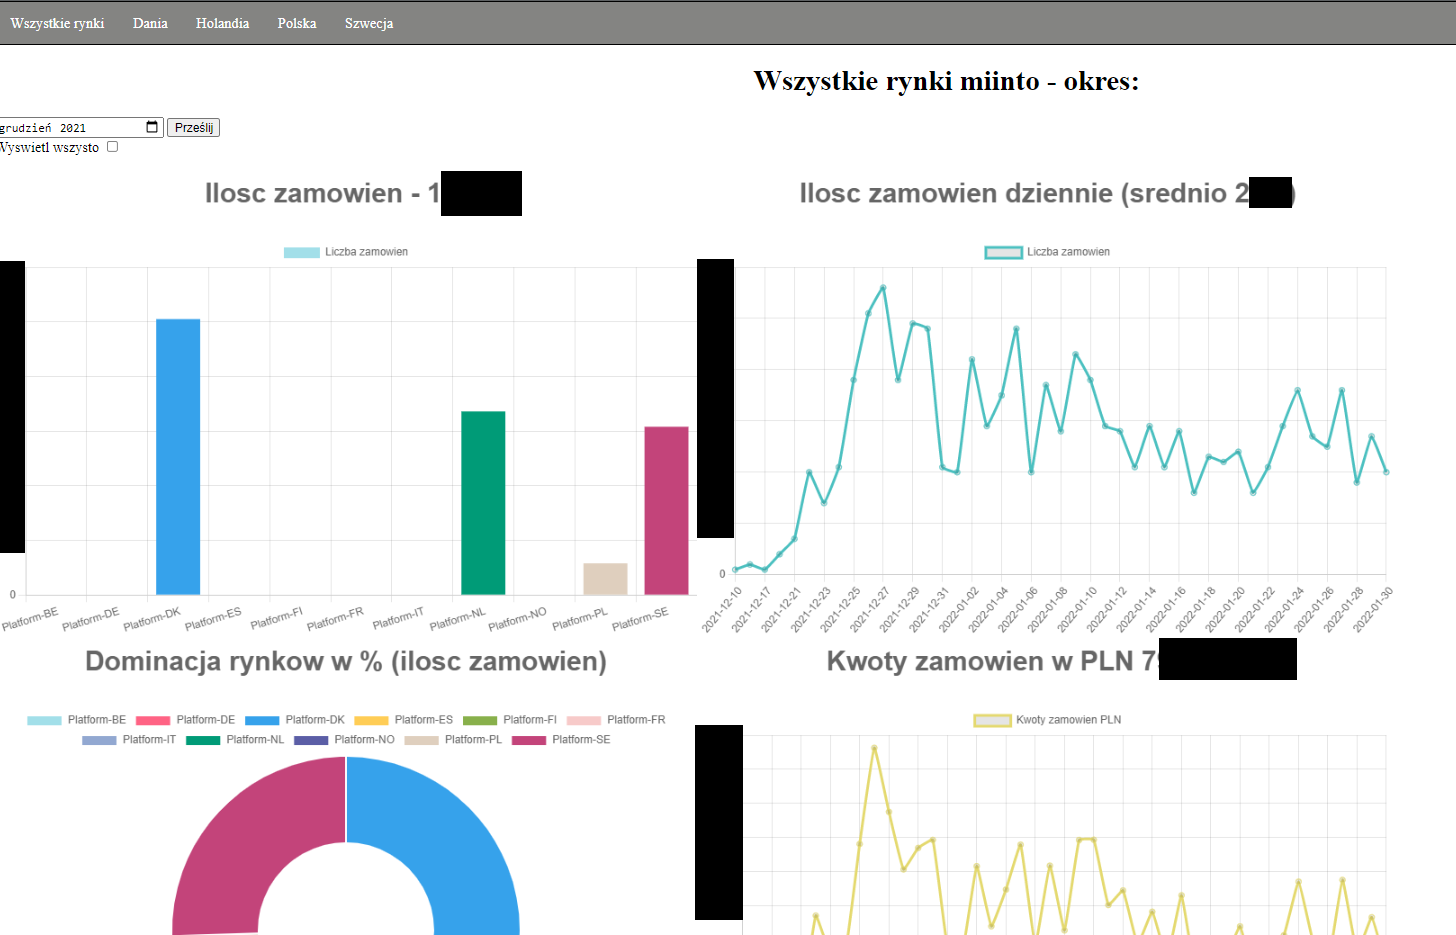 Wszystkie rynki Dania Holandia Polska Szwecja
Wszystkie rynki miinto - okres:
grudzień 2021 Prześlij
Wyswietl wszysto
Ilosc zamowien - 1
Liczba zamowien
0
Platform-BE Platform-DE Platform-DK Platform-ES Platform-FI Platform-FR Platform-IT Platform-NL Platform-NO Platform-PL Platform-SE
Ilosc zamowien dziennie (srednio 2 )
Liczba zamowien
0
2021-12-10 2021-12-17 2021-12-21 2021-12-23 2021-12-25 2021-12-27 2021-12-29 2021-12-31 2022-01-02 2022-01-04 2022-01-06 2022-01-08 2022-01-10 2022-01-12 2022-01-14 2022-01-16 2022-01-18 2022-01-20 2022-01-22 2022-01-24 2022-01-26 2022-01-28 2022-01-30
Dominacja rynkow w % (ilosc zamowien)
Platform-BE Platform-DE Platform-DK Platform-ES Platform-FI Platform-FR
Platform-IT Platform-NL Platform-NO Platform-PL Platform-SE
Kwoty zamowien w PLN 7
Kwoty zamowien PLN